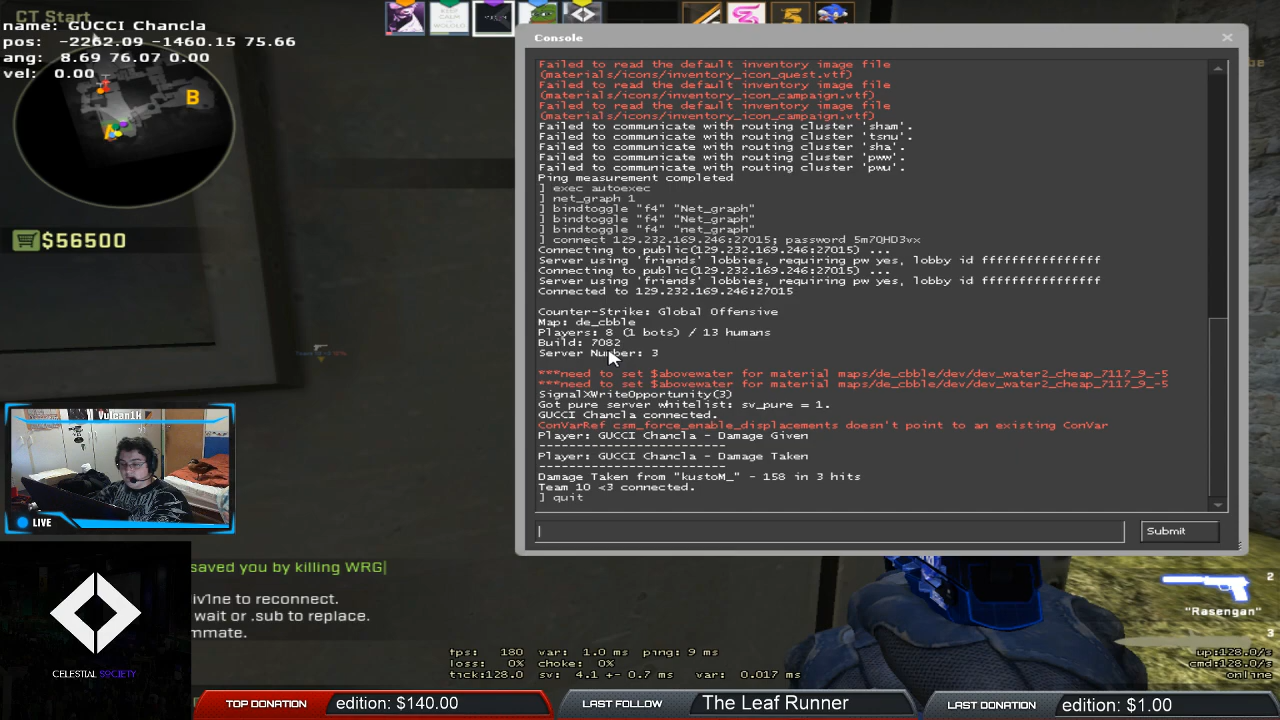 CT Start
name: GUCCI Chancla
pos: -2262.09 -1460.15 75.66
ang: 8.69 76.07 0.00
vel: 0.00
B
A
$56500
KEEP CALM
WOLOLO
Console
Failed to read the default inventory image file
(materials/icons/inventory_icon_quest.vtf)
Failed to read the default inventory image file
(materials/icons/inventory_icon_campaign.vtf)
Failed to read the default inventory image file
(materials/icons/inventory_icon_campaign.vtf)
Failed to communicate with routing cluster 'sham'.
Failed to communicate with routing cluster 'tsnu'.
Failed to communicate with routing cluster 'sha'.
Failed to communicate with routing cluster 'pww'.
Failed to communicate with routing cluster 'pwu'.
Ping measurement completed
] exec autoexec
] net_graph 1
] bindtoggle "f4" "Net_graph"
] bindtoggle "f4" "Net_graph"
] bindtoggle "f4" "net_graph"
] connect 129.232.169.246:27015; password 5m7QHD3vx
Connecting to public(129.232.169.246:27015) ...
Server using 'friends' lobbies, requiring pw yes, lobby id ffffffffffffffff
Connecting to public(129.232.169.246:27015) ...
Server using 'friends' lobbies, requiring pw yes, lobby id ffffffffffffffff
Connected to 129.232.169.246:27015
Counter-Strike: Global Offensive
Map: de_cbble
Players: 8 (1 bots) / 13 humans
Build: 7082
Server Number: 3
***need to set $abovewater for material maps/de_cbble/dev/dev_water2_cheap_7117_9_-5
***need to set $abovewater for material maps/de_cbble/dev/dev_water2_cheap_7117_9_-5
SignalXWriteOpportunity(3)
Got pure server whitelist: sv_pure = 1.
GUCCI Chancla connected.
ConVarRef csm_force_enable_displacements doesn't point to an existing ConVar
Player: GUCCI Chancla - Damage Given
-------------------------
Player: GUCCI Chancla - Damage Taken
-------------------------
Damage Taken from "kustoM_" - 158 in 3 hits
Team 10 <3 connected.
] quit
Submit
Vulcan1k
LIVE
saved you by killing WRG|
iv1ne to reconnect.
wait or .sub to replace.
mmate.
CELESTIAL S9CIETY
2
"Rasengan"
3
fps: 180 var: 1.0 ms ping: 9 ms
loss: 0% choke: 0%
tick:128.0 sv: 4.1 +- 0.7 ms var: 0.017 ms
up:128.0/s
cmd:128.0/s
online
TOP DONATION
edition: $140.00
LAST FOLLOW
The Leaf Runner
LAST DONATION
edition: $1.00